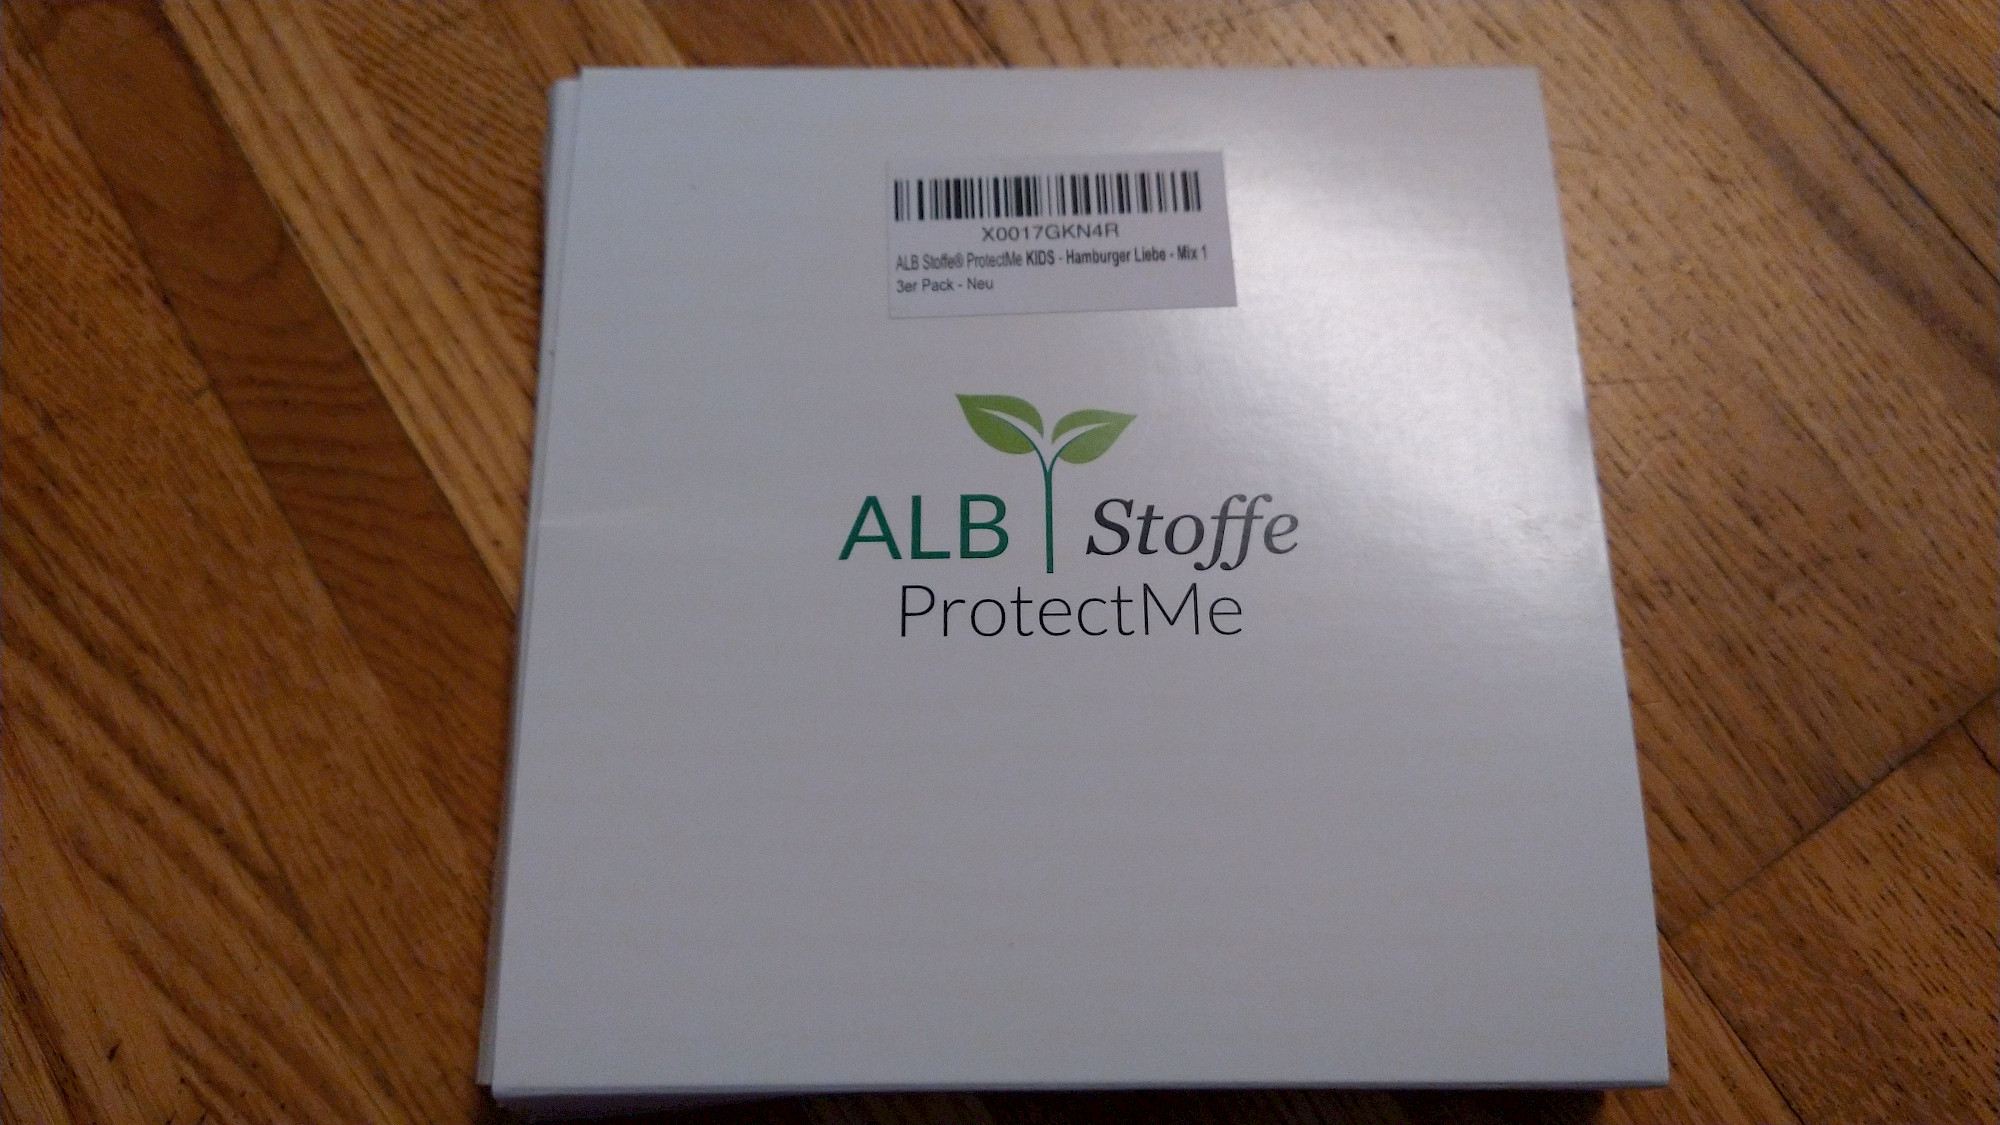 X0017GKN4R
ALB Stoffe® ProtectMe KIDS - Hamburger Liebe - Mix 1
3er Pack - Neu
ALB Stoffe
ProtectMe